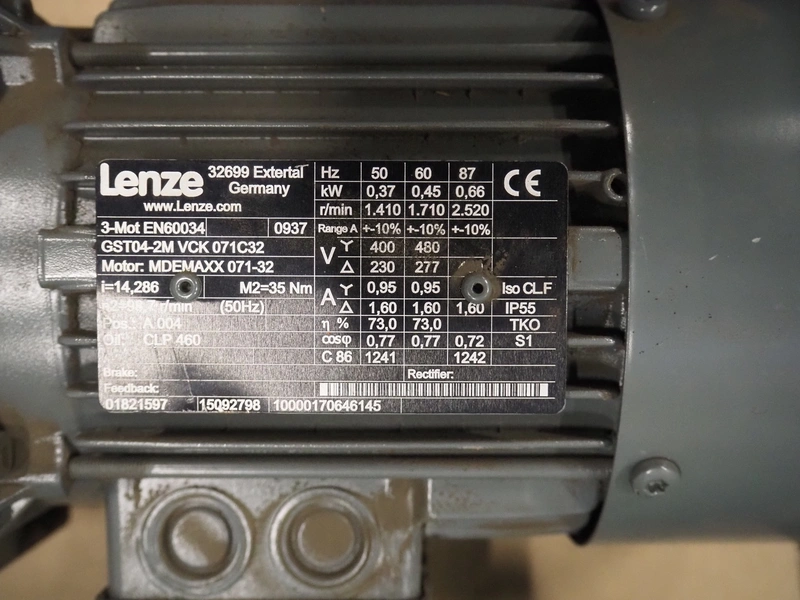 Lenze
32699 Extertal
Germany
www.Lenze.com
3-Mot EN60034 0937
GST04-2M VCK 071C32
Motor: MDEMAXX 071-32
i=14,286 M2=35 Nm
r/min (50Hz)
Pos.: A 004
Oil: CLP 460
Brake: Rectifier:
Feedback:
01821597 15092798 10000170646145
Hz 50 60 87
kW 0,37 0,45 0,66
r/min 1.410 1.710 2.520
Range A +-10% +-10% +-10%
V Y 400 480
Δ 230 277
A Y 0,95 0,95
Δ 1,60 1,60 1,60
η % 73,0 73,0
cosφ 0,77 0,77 0,72
C 86 1241 1242
CE
Iso CL.F
IP55
TKO
S1